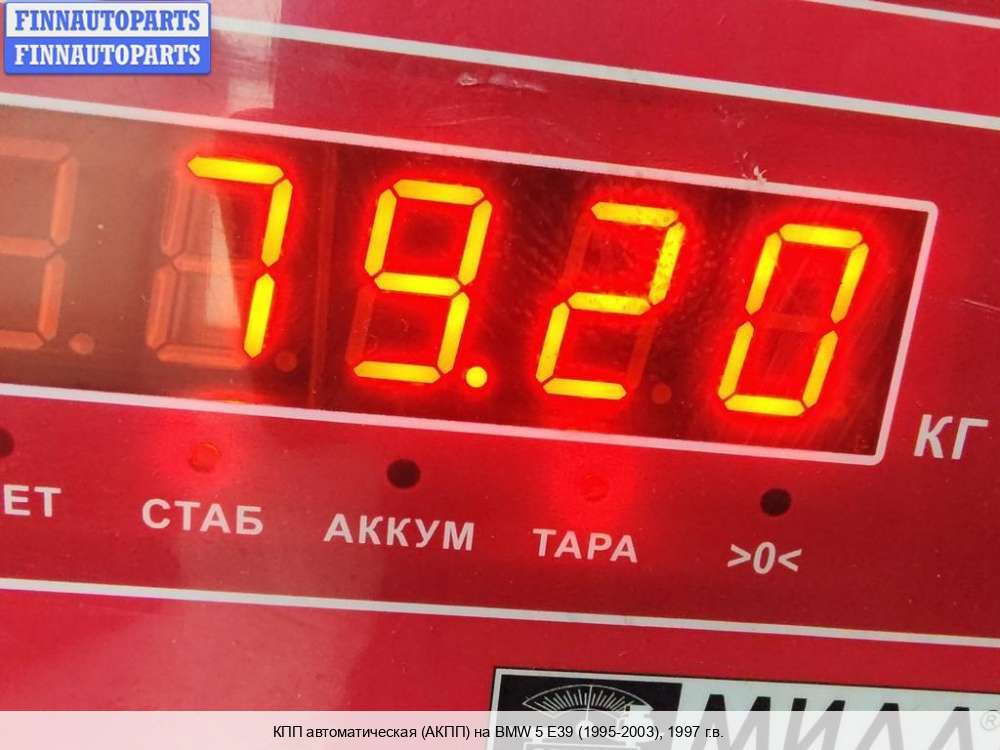 FINNAUTOPARTS
FINNAUTOPARTS
79.20
КГ
СТАБ
АККУМ
ТАРА
>0<
КПП автоматическая (АКПП) на BMW 5 E39 (1995-2003), 1997 г.в.